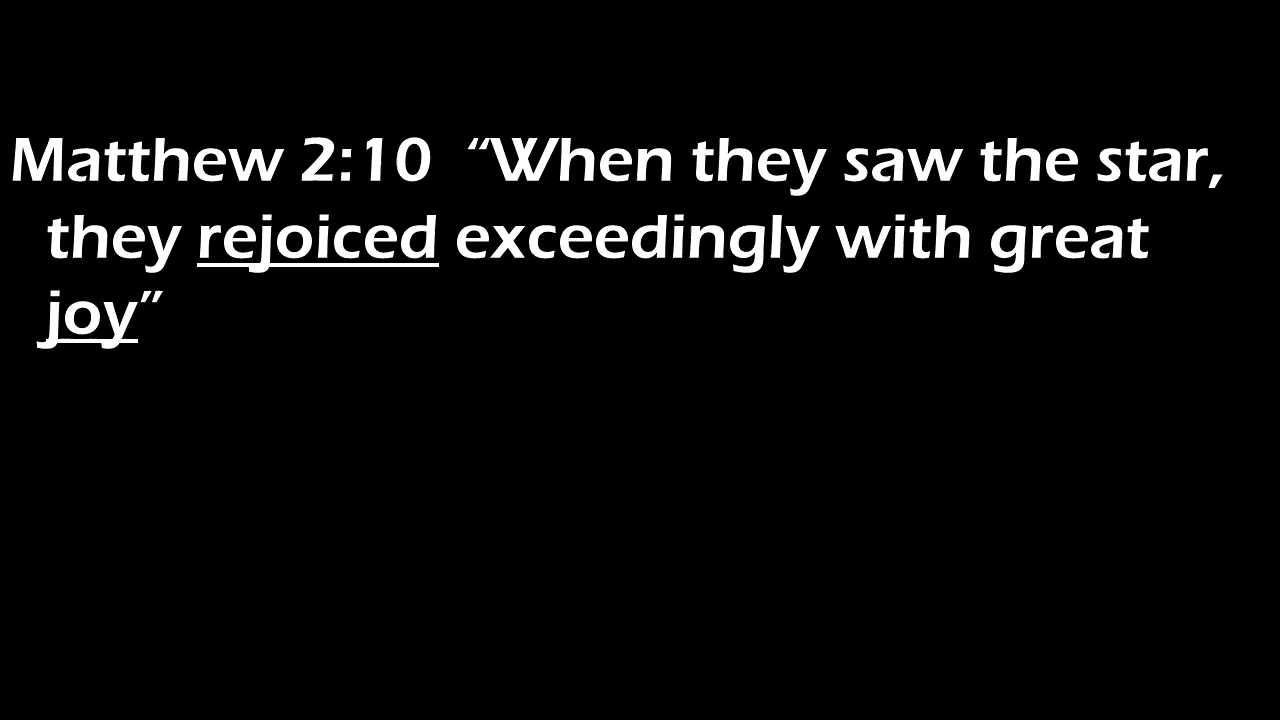 Matthew 2:10  “When they saw the star,
they rejoiced exceedingly with great
joy”